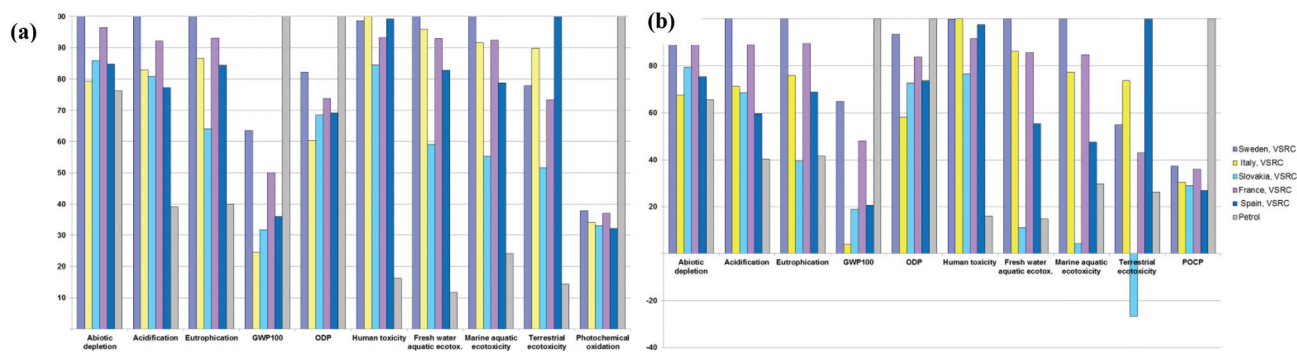 (a)
100
90
80
70
60
50
40
30
20
10
Abiotic depletion
Acidification
Eutrophication
GWP100
ODP
Human toxicity
Fresh water aquatic ecotox.
Marine aquatic ecotoxicity
Terrestrial ecotoxicity
Photochemical oxidation
(b)
80
60
40
20
-20
-40
Abiotic depletion
Acidification
Eutrophication
GWP100
ODP
Human toxicity
Fresh water aquatic ecotox.
Marine aquatic ecotoxicity
Terrestrial ecotoxicity
POCP
Sweden, VSRC
Italy, VSRC
Slovakia, VSRC
France, VSRC
Spain, VSRC
Petrol